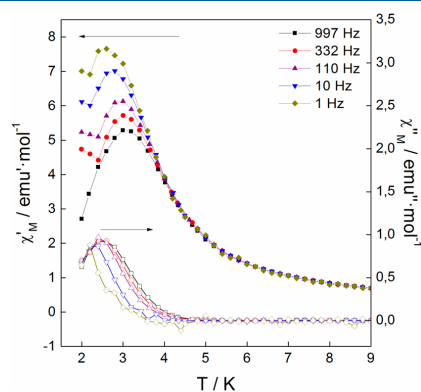 997 Hz
332 Hz
110 Hz
10 Hz
1 Hz
χ'M / emu'·mol-1
8
7
6
5
4
3
2
1
0
-1
3,5
3,0
2,5
2,0
1,5
1,0
0,5
0,0
χ''M / emu''·mol-1
2 3 4 5 6 7 8 9
T / K